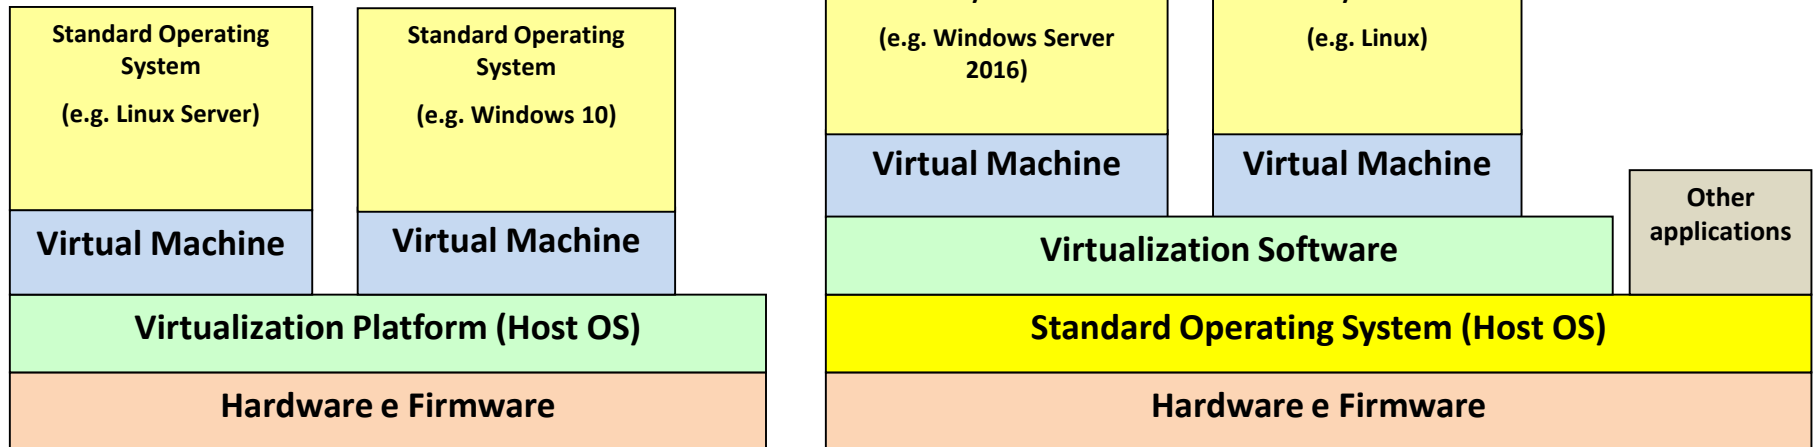 Standard Operating
System
(e.g. Linux Server)
Virtual Machine
Standard Operating
System
(e.g. Windows 10)
Virtual Machine
Virtualization Platform (Host OS)
Hardware e Firmware
(e.g. Windows Server
2016)
Virtual Machine
(e.g. Linux)
Virtual Machine
Other
applications
Virtualization Software
Standard Operating System (Host OS)
Hardware e Firmware